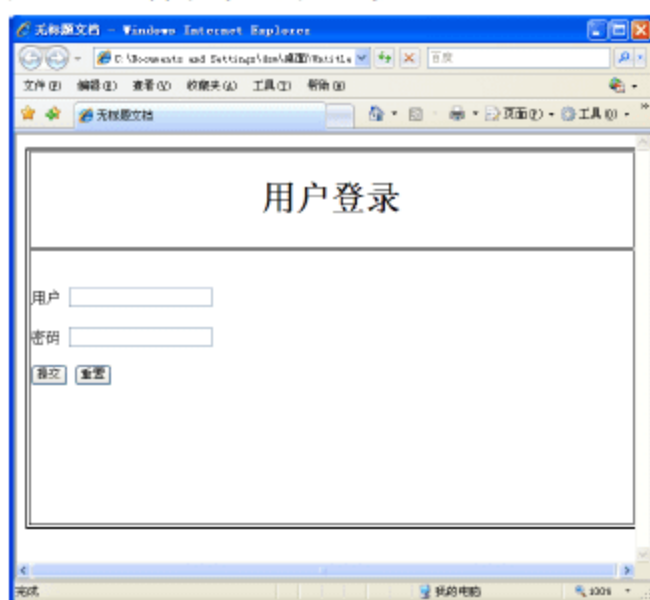 无标题文档 - Windows Internet Explorer
百度
文件(F) 编辑(E) 查看(V) 收藏夹(A) 工具(T) 帮助(H)
无标题文档 页面(P) 工具(O)
用户登录
用户
密码
提交 重置
完成 我的电脑 100%